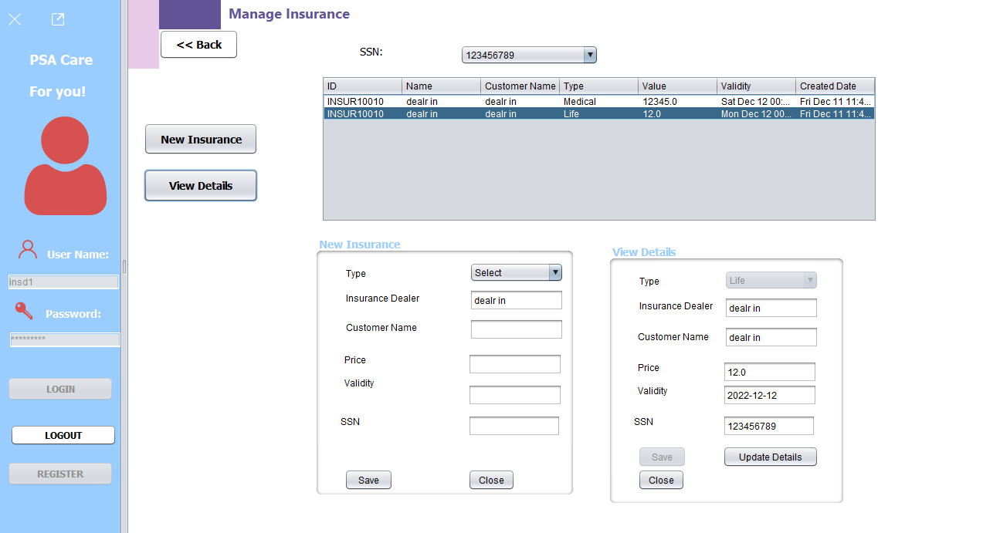 PSA Care
For you!
User Name:
insd1
Password:
*********
LOGIN
LOGOUT
REGISTER
Manage Insurance
<< Back
SSN:
123456789
New Insurance
View Details
ID Name Customer Name Type Value Validity Created Date
INSUR10010 dealr in dealr in Medical 12345.0 Sat Dec 12 00:... Fri Dec 11 11:4...
INSUR10010 dealr in dealr in Life 12.0 Mon Dec 12 00... Fri Dec 11 11:4...
New Insurance
Type Select
Insurance Dealer dealr in
Customer Name
Price
Validity
SSN
Save Close
View Details
Type Life
Insurance Dealer dealr in
Customer Name dealr in
Price 12.0
Validity 2022-12-12
SSN 123456789
Save Update Details
Close